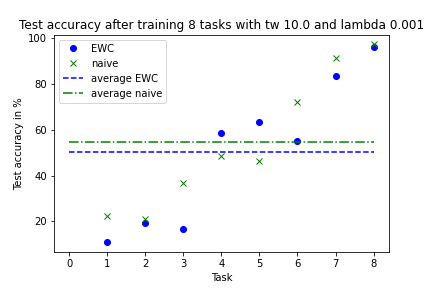 Test accuracy after training 8 tasks with tw 10.0 and lambda 0.001
EWC
naive
average EWC
average naive
Test accuracy in %
100
80
60
40
20
0 1 2 3 4 5 6 7 8
Task